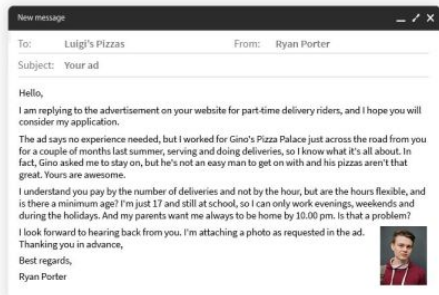 New message
To: Luigi's Pizzas From: Ryan Porter
Subject: Your ad
Hello,
I am replying to the advertisement on your website for part-time delivery riders, and I hope you will
consider my application.
The ad says no experience needed, but I worked for Gino's Pizza Palace just across the road from you
for a couple of months last summer, serving and doing deliveries, so I know what it's all about. In
fact, Gino asked me to stay on, but he's not an easy man to get on with and his pizzas aren't that
great. Yours are awesome.
I understand you pay by the number of deliveries and not by the hour, but are the hours flexible, and
is there a minimum age? I'm just 17 and still at school, so I can only work evenings, weekends and
during the holidays. And my parents want me always to be home by 10.00 pm. Is that a problem?
I look forward to hearing back from you. I'm attaching a photo as requested in the ad.
Thanking you in advance,
Best regards,
Ryan Porter